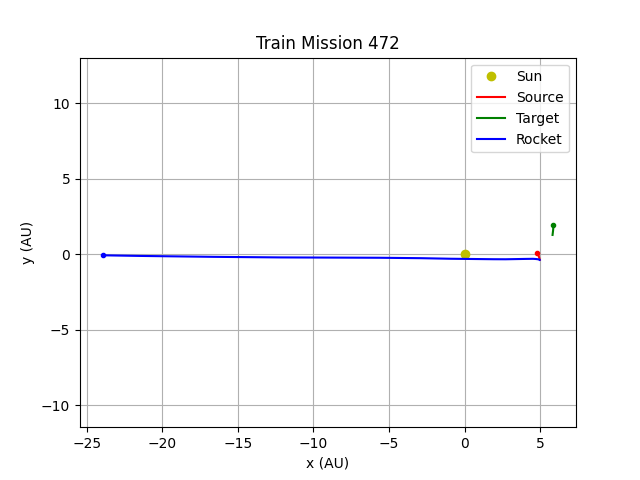 Train Mission 472
Sun
Source
Target
Rocket
10
5
0
−5
−10
y (AU)
−25
−20
−15
−10
−5
0
5
x (AU)